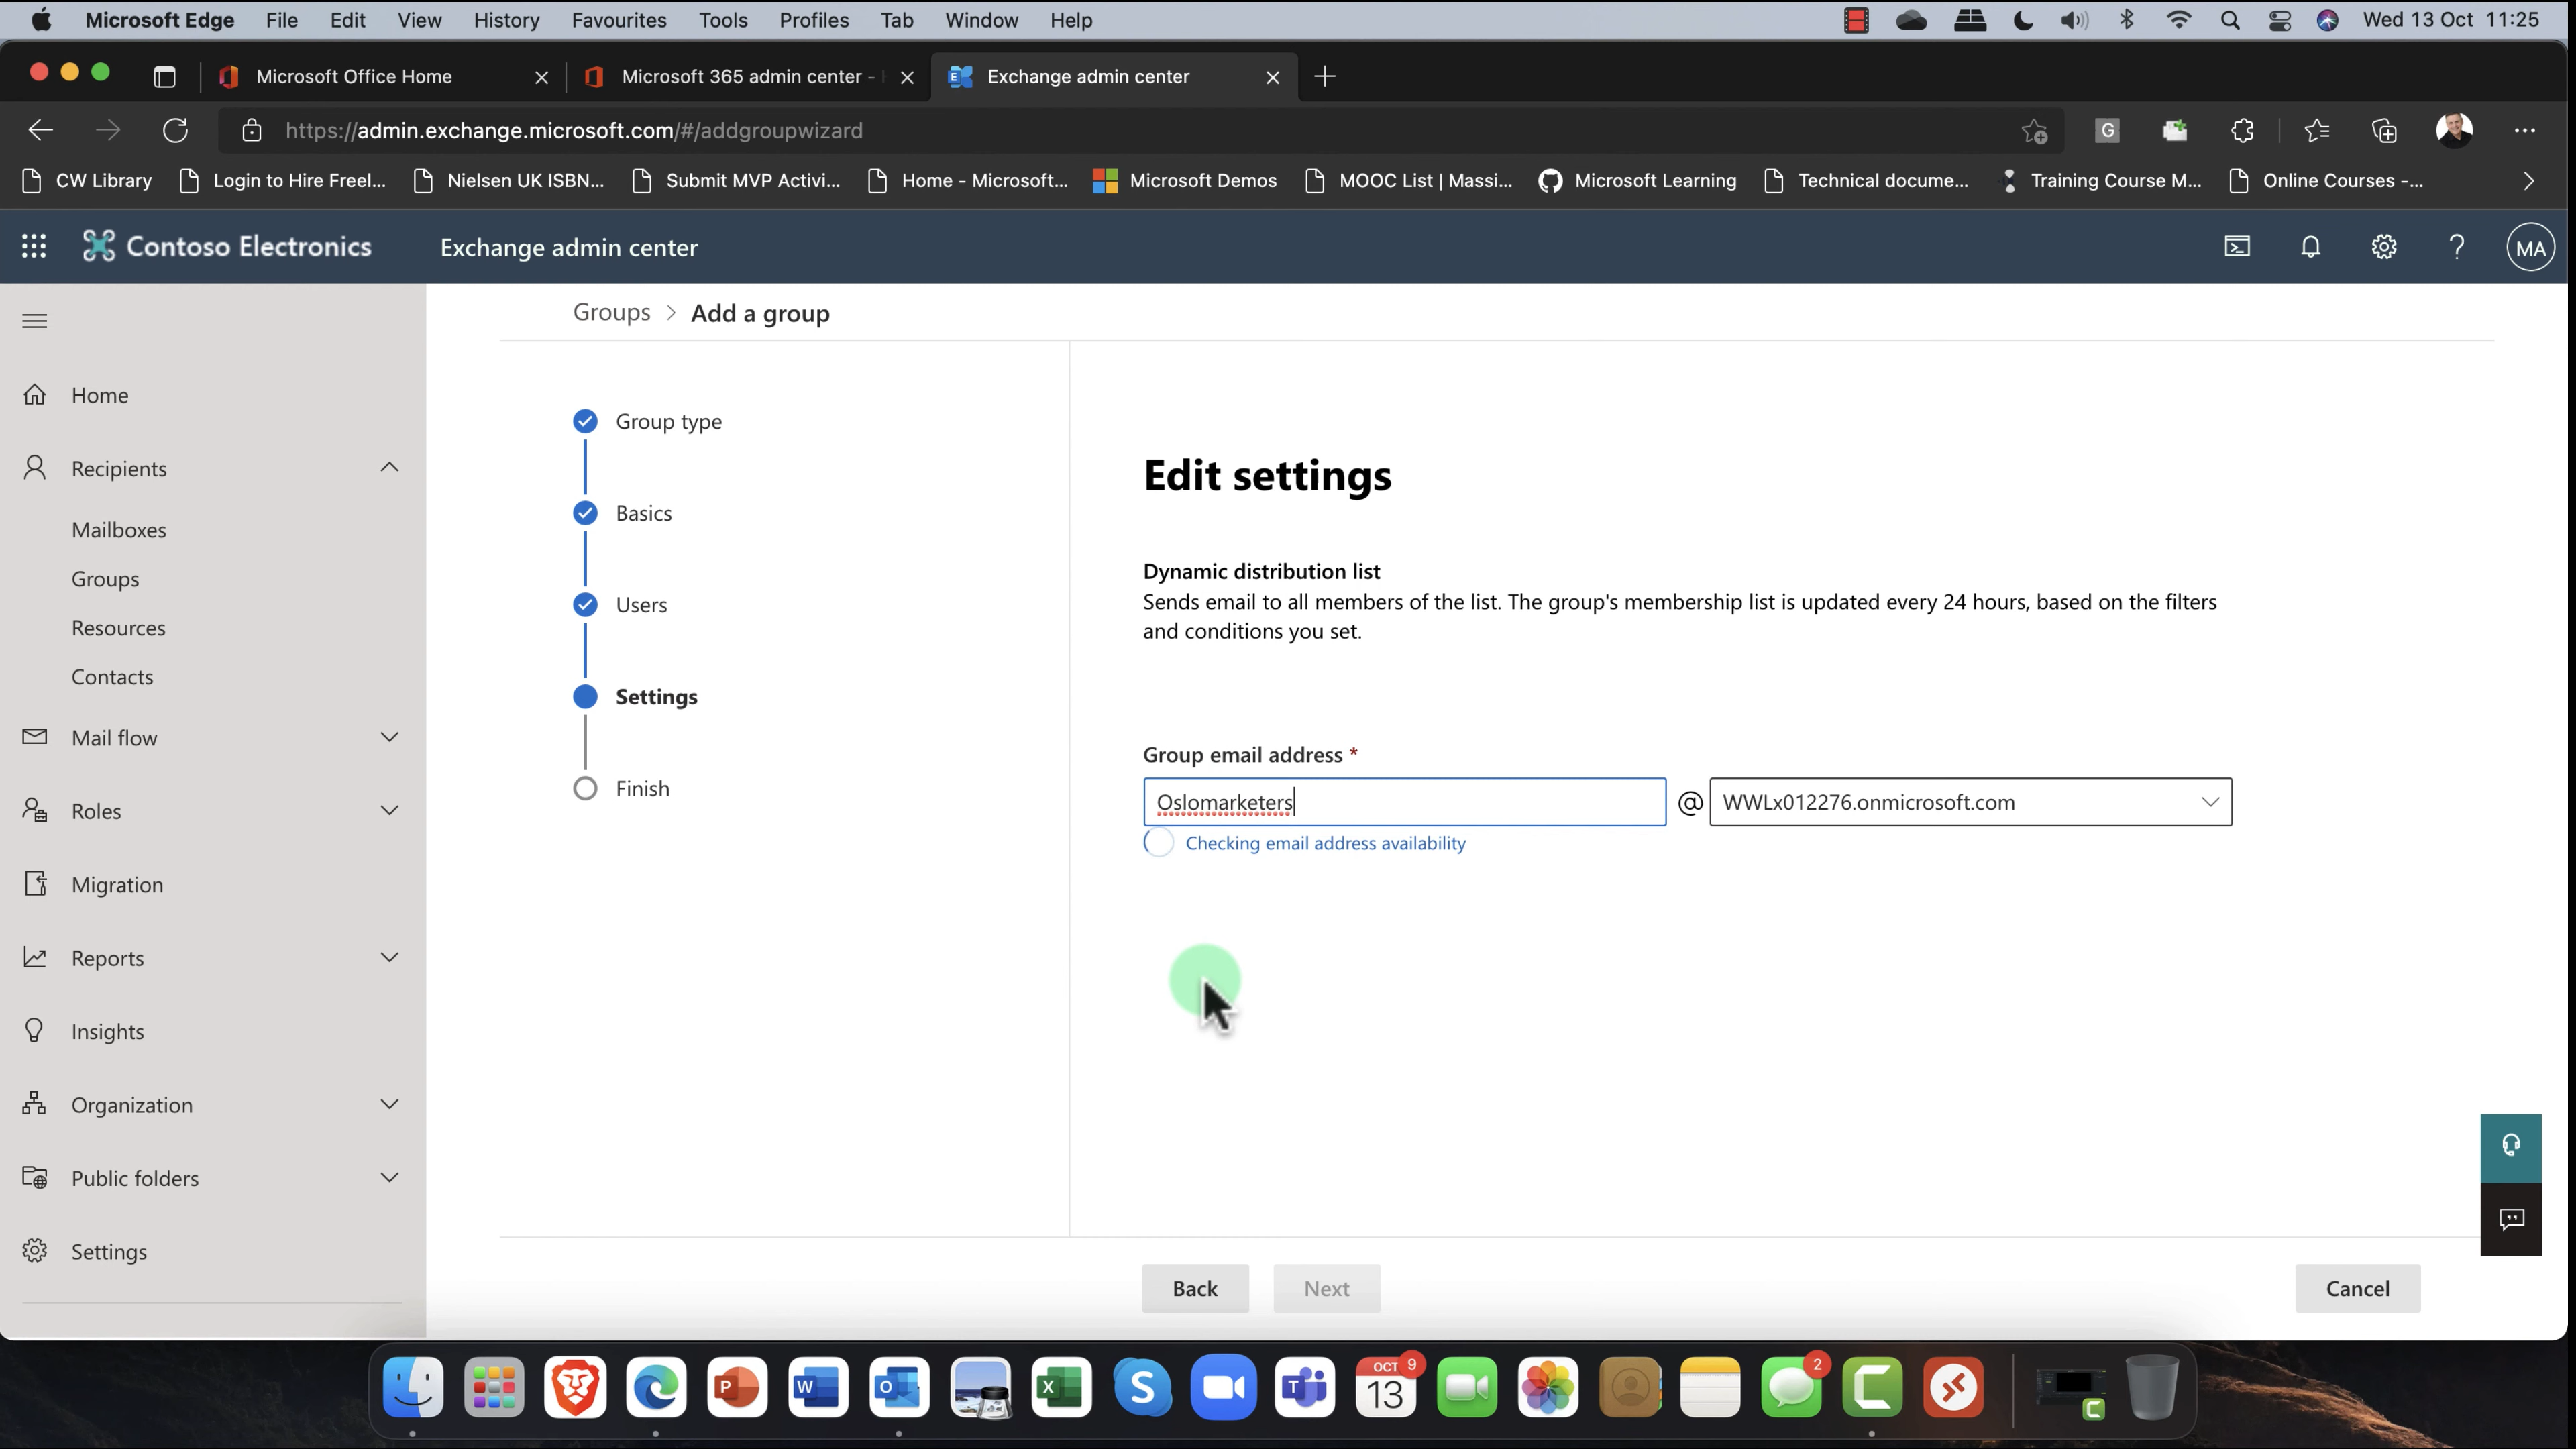 Microsoft Edge File Edit View History Favourites Tools Profiles Tab Window Help Wed 13 Oct 11:25
Microsoft Office Home Microsoft 365 admin center - Exchange admin center
https://admin.exchange.microsoft.com/#/addgroupwizard
CW Library Login to Hire Freel... Nielsen UK ISBN... Submit MVP Activi... Home - Microsoft... Microsoft Demos MOOC List | Massi... Microsoft Learning Technical docume... Training Course M... Online Courses -...
Contoso Electronics Exchange admin center MA
Groups > Add a group
Home
Recipients
Mailboxes
Groups
Resources
Contacts
Mail flow
Roles
Migration
Reports
Insights
Organization
Public folders
Settings
Group type
Basics
Users
Settings
Finish
Edit settings
Dynamic distribution list
Sends email to all members of the list. The group's membership list is updated every 24 hours, based on the filters
and conditions you set.
Group email address *
Oslomarketers @ WWLx012276.onmicrosoft.com
Checking email address availability
Back Next Cancel
OCT 9 2
13